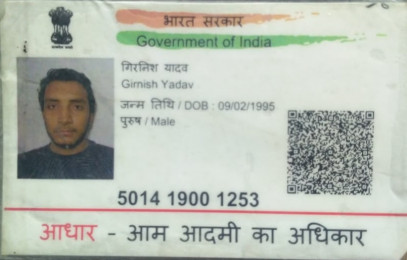 भारत सरकार
Government of India
गिरनिश यादव
Girnish Yadav
जन्म तिथि / DOB : 09/02/1995
पुरुष / Male
5014 1900 1253
आधार - आम आदमी का अधिकार